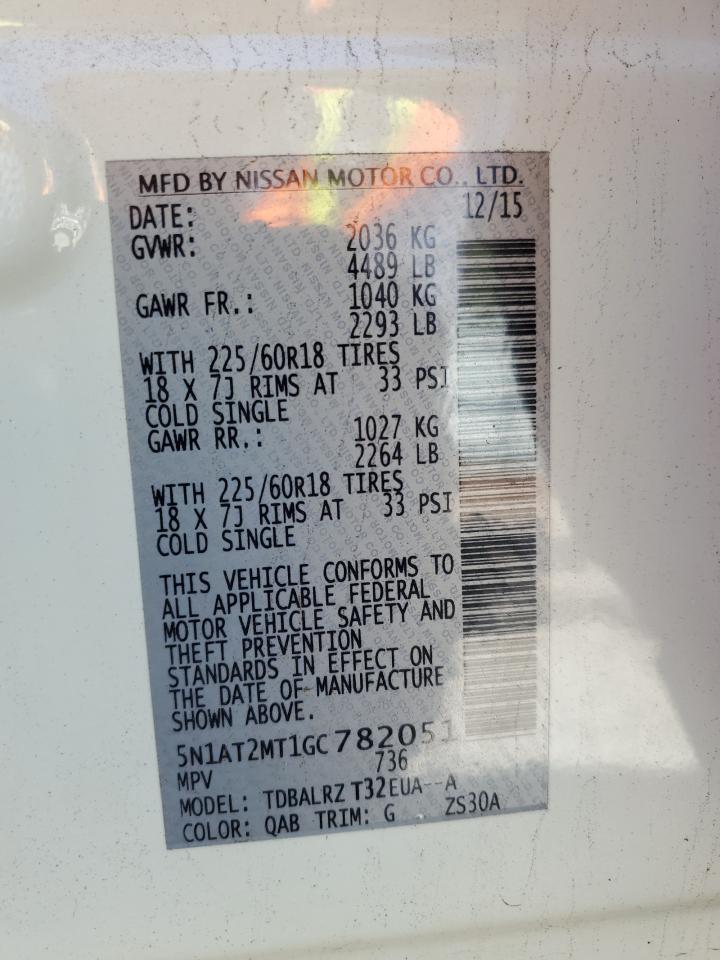 MFD BY NISSAN MOTOR CO., LTD.
DATE: 12/15
GVWR: 2036 KG
4489 LB
GAWR FR.: 1040 KG
2293 LB
WITH 225/60R18 TIRES
18 X 7J RIMS AT 33 PSI
COLD SINGLE
GAWR RR.: 1027 KG
2264 LB
WITH 225/60R18 TIRES
18 X 7J RIMS AT 33 PSI
COLD SINGLE
THIS VEHICLE CONFORMS TO
ALL APPLICABLE FEDERAL
MOTOR VEHICLE SAFETY AND
THEFT PREVENTION
STANDARDS IN EFFECT ON
THE DATE OF MANUFACTURE
SHOWN ABOVE.
5N1AT2MT1GC782051
MPV 736
MODEL: TDBALRZ T32EUA--A
COLOR: QAB TRIM: G ZS30A